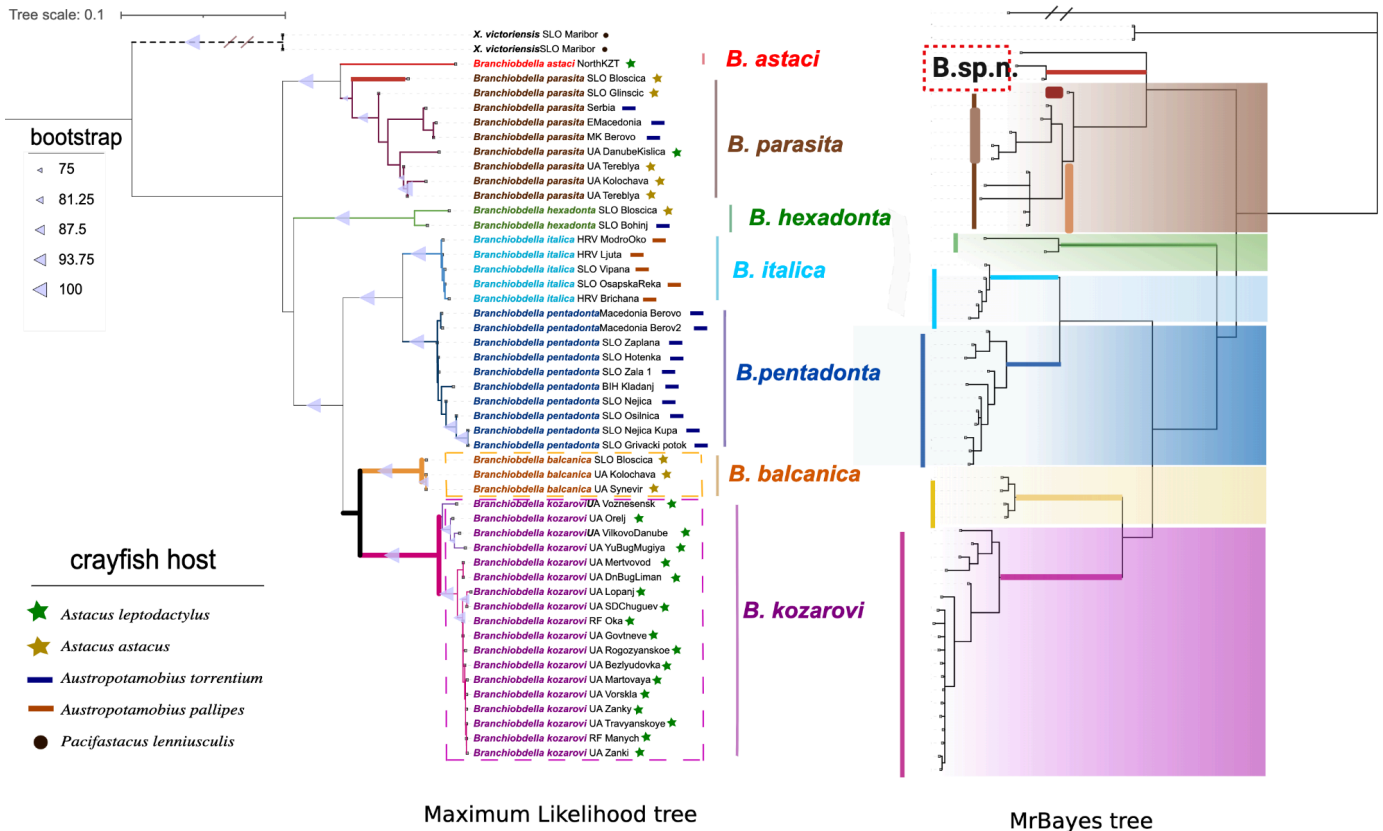 Tree scale: 0.1
X. victoriensis SLO Maribor
X. victoriensisSLO Maribor
Branchiobdella astaci NorthKZT
Branchiobdella parasita SLO Bloscica
Branchiobdella parasita SLO Glinscic
Branchiobdella parasita Serbia
Branchiobdella parasita EMacedonia
Branchiobdella parasita MK Berovo
Branchiobdella parasita UA DanubeKislica
Branchiobdella parasita UA Tereblya
Branchiobdella parasita UA Kolochava
Branchiobdella parasita UA Tereblya
Branchiobdella hexadonta SLO Bloscica
Branchiobdella hexadonta SLO Bohinj
Branchiobdella italica HRV ModroOko
Branchiobdella italica HRV Ljuta
Branchiobdella italica SLO Vipana
Branchiobdella italica SLO OsapskaReka
Branchiobdella italica HRV Brichana
Branchiobdella pentadontaMacedonia Berovo
Branchiobdella pentadonta Macedonia Berov2
Branchiobdella pentadonta SLO Zaplana
Branchiobdella pentadonta SLO Hotenka
Branchiobdella pentadonta SLO Zala 1
Branchiobdella pentadonta BIH Kladanj
Branchiobdella pentadonta SLO Nejica
Branchiobdella pentadonta SLO Osilnica
Branchiobdella pentadonta SLO Nejica Kupa
Branchiobdella pentadonta SLO Grivacki potok
Branchiobdella balcanica SLO Bloscica
Branchiobdella balcanica UA Kolochava
Branchiobdella balcanica UA Synevir
Branchiobdella kozaroviUA Voznesensk
Branchiobdella kozarovi UA Orelj
Branchiobdella kozaroviUA VilkovoDanube
Branchiobdella kozarovi UA YuBugMugiya
Branchiobdella kozarovi UA Mertvovod
Branchiobdella kozarovi UA DnBugLiman
Branchiobdella kozarovi UA Lopanj
Branchiobdella kozarovi UA SDChuguev
Branchiobdella kozarovi RF Oka
Branchiobdella kozarovi UA Govtneve
Branchiobdella kozarovi UA Rogozyanskoe
Branchiobdella kozarovi UA Bezlyudovka
Branchiobdella kozarovi UA Martovaya
Branchiobdella kozarovi UA Vorskla
Branchiobdella kozarovi UA Zanky
Branchiobdella kozarovi UA Travyanskoye
Branchiobdella kozarovi RF Manych
Branchiobdella kozarovi UA Zanki
B. astaci
B. parasita
B. hexadonta
B. italica
B.pentadonta
B. balcanica
B. kozarovi
B.sp.n.
bootstrap
75
81.25
87.5
93.75
100
crayfish host
Astacus leptodactylus
Astacus astacus
Austropotamobius torrentium
Austropotamobius pallipes
Pacifastacus lenniusculis
Maximum Likelihood tree
MrBayes tree